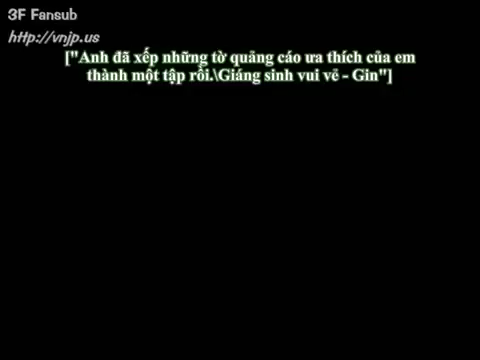 3F Fansub
http://vnjp.us
["Anh đã xếp những tờ quảng cáo ưa thích của em
thành một tập rồi.\Giáng sinh vui vẻ - Gin"]